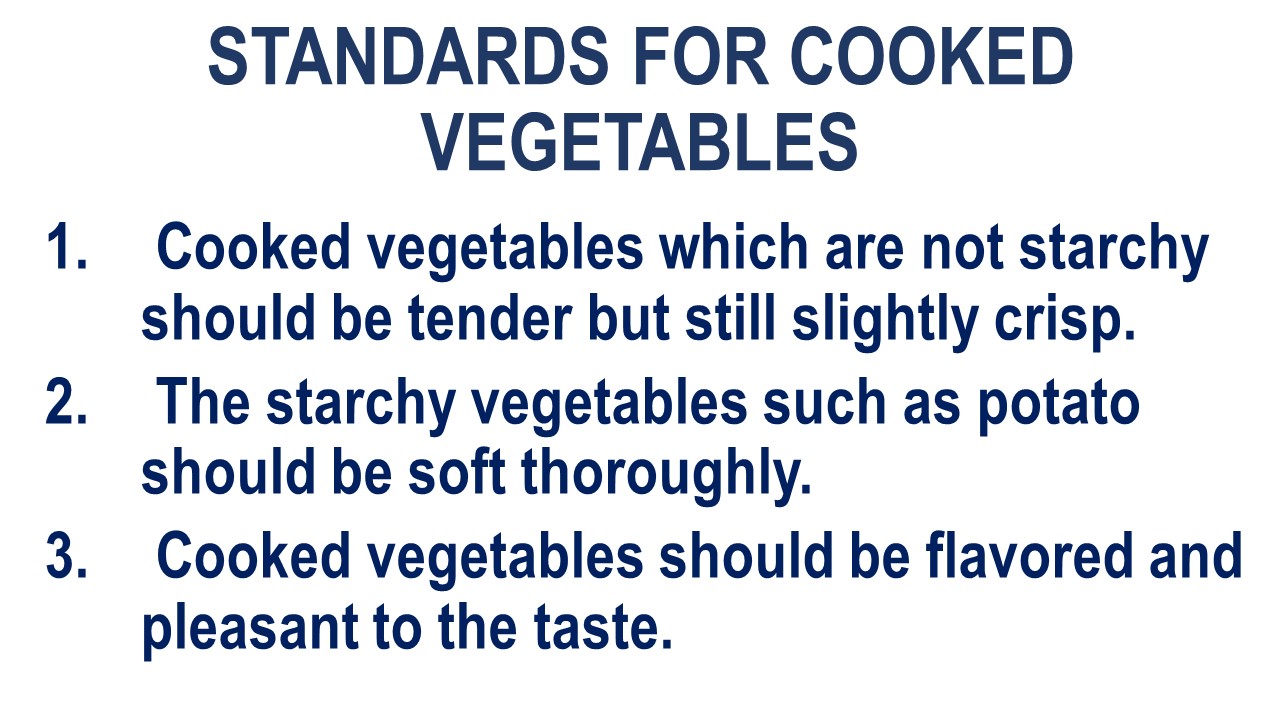 STANDARDS FOR COOKED
VEGETABLES
1. Cooked vegetables which are not starchy
should be tender but still slightly crisp.
2. The starchy vegetables such as potato
should be soft thoroughly.
3. Cooked vegetables should be flavored and
pleasant to the taste.